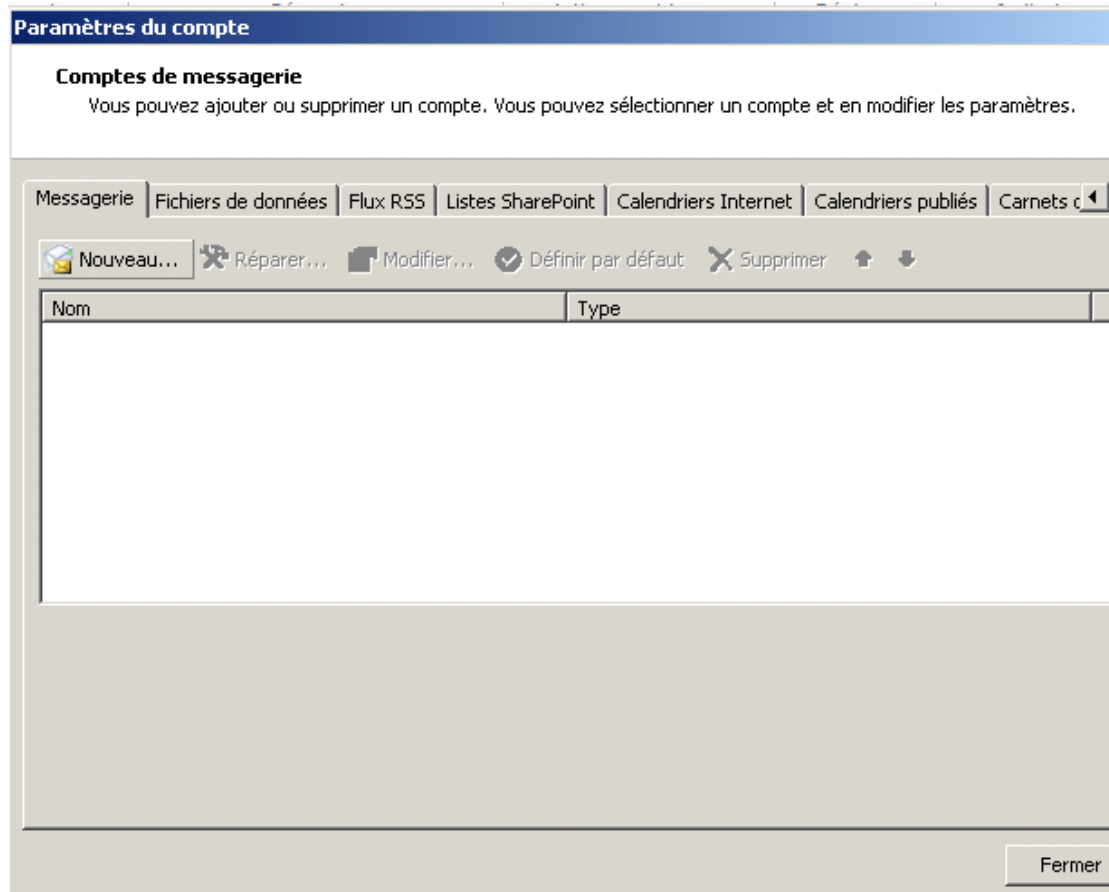 Paramètres du compte
Comptes de messagerie
Vous pouvez ajouter ou supprimer un compte. Vous pouvez sélectionner un compte et en modifier les paramètres.
Messagerie Fichiers de données Flux RSS Listes SharePoint Calendriers Internet Calendriers publiés Carnets
Nouveau... Réparer... Modifier... Définir par défaut Supprimer
Nom Type
Fermer